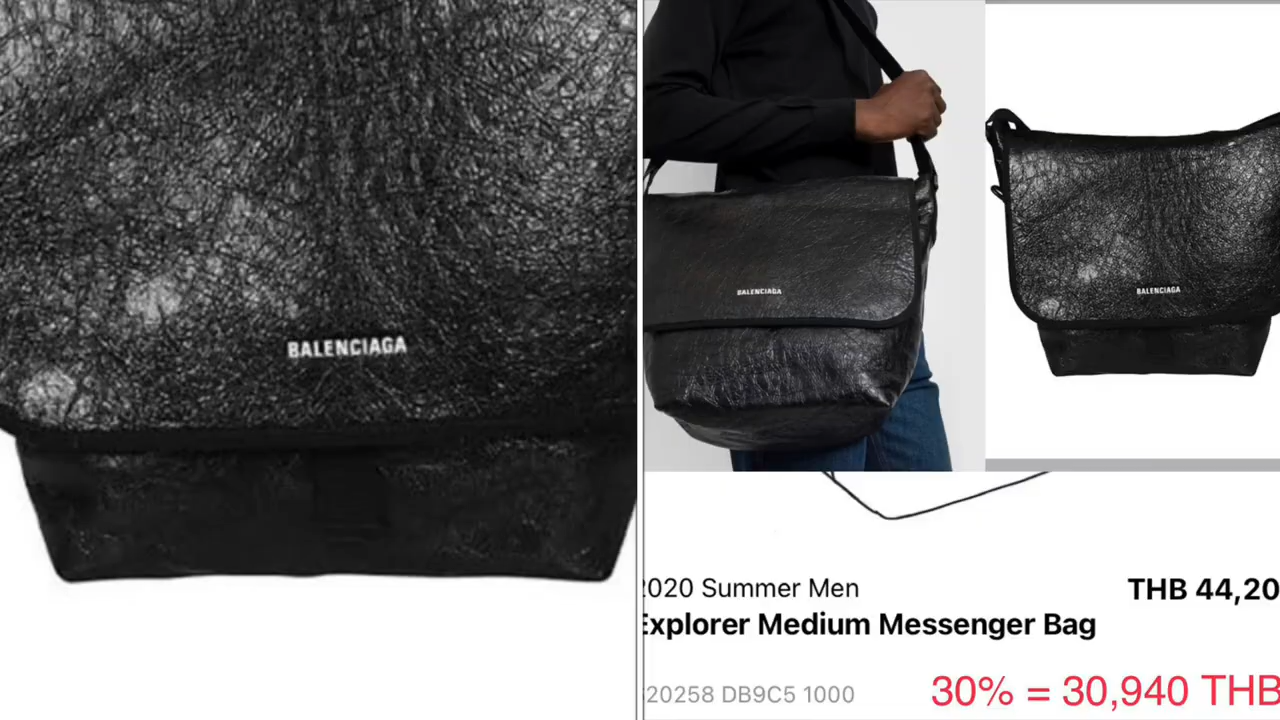 BALENCIAGA
BALENCIAGA
BALENCIAGA
2020 Summer Men
THB 44,20
Explorer Medium Messenger Bag
20258 DB9C5 1000
30% = 30,940 THB